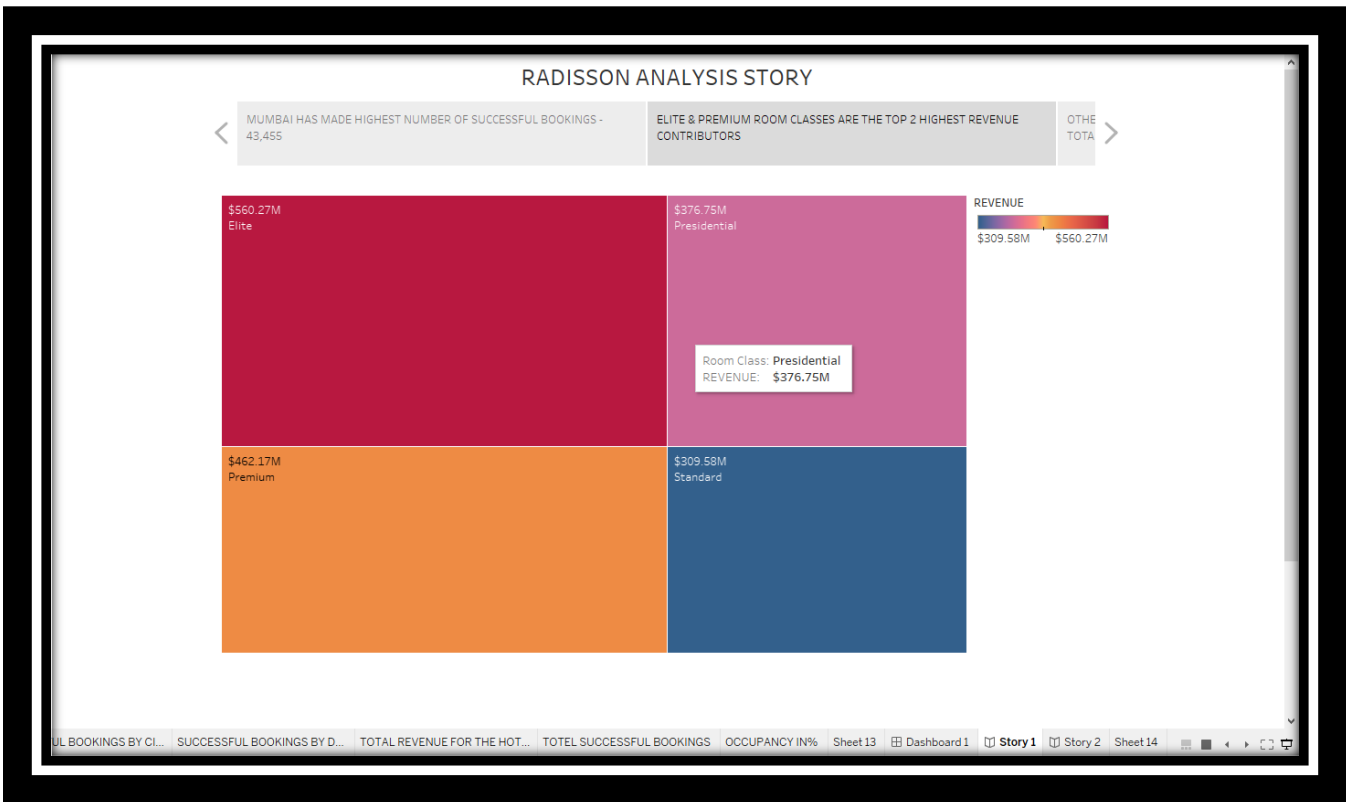 RADISSON ANALYSIS STORY
MUMBAI HAS MADE HIGHEST NUMBER OF SUCCESSFUL BOOKINGS -
43,455
ELITE & PREMIUM ROOM CLASSES ARE THE TOP 2 HIGHEST REVENUE
CONTRIBUTORS
OTHE
TOTA
$560.27M
Elite
$376.75M
Presidential
REVENUE
$309.58M $560.27M
Room Class: Presidential
REVENUE: $376.75M
$462.17M
Premium
$309.58M
Standard
UL BOOKINGS BY CI... SUCCESSFUL BOOKINGS BY D... TOTAL REVENUE FOR THE HOT... TOTEL SUCCESSFUL BOOKINGS OCCUPANCY IN% Sheet 13 Dashboard 1 Story 1 Story 2 Sheet 14